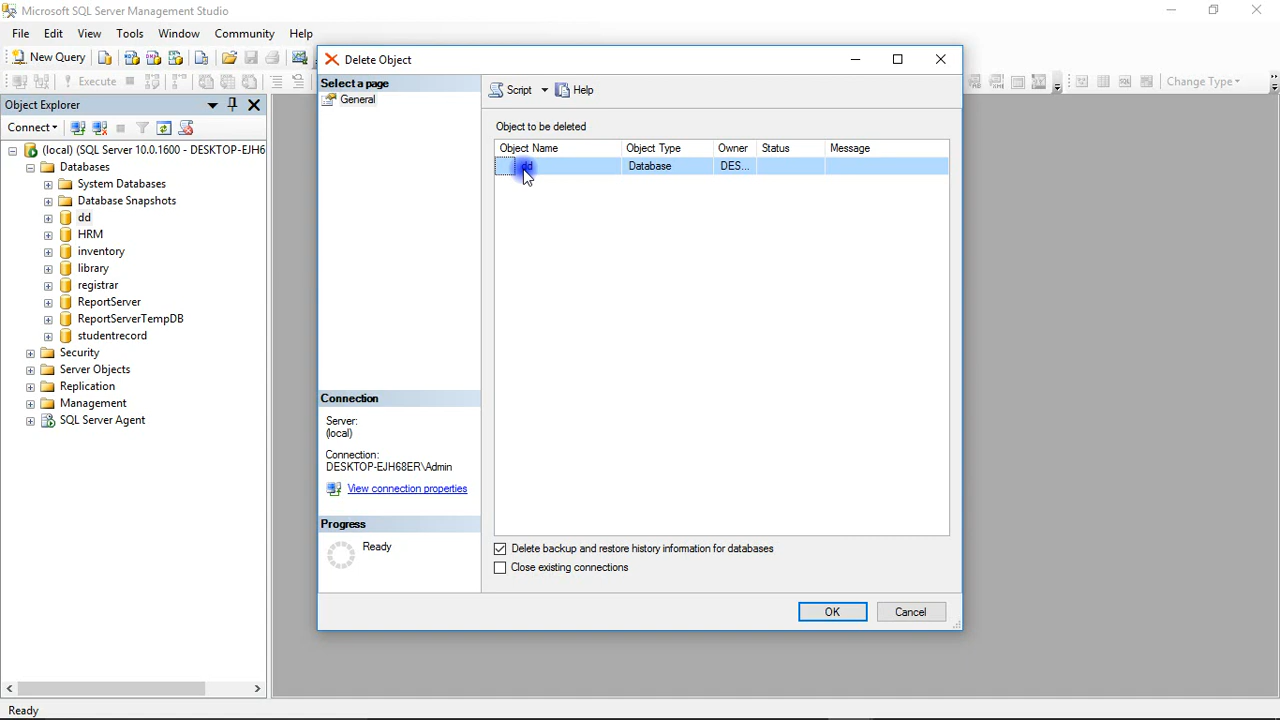 Microsoft SQL Server Management Studio
File Edit View Tools Window Community Help
New Query
Execute
Change Type
Object Explorer
Connect
(local) (SQL Server 10.0.1600 - DESKTOP-EJH6
Databases
System Databases
Database Snapshots
dd
HRM
inventory
library
registrar
ReportServer
ReportServerTempDB
studentrecord
Security
Server Objects
Replication
Management
SQL Server Agent
Delete Object
Select a page
General
Script Help
Object to be deleted
Object Name Object Type Owner Status Message
dd Database DES...
Connection
Server:
(local)
Connection:
DESKTOP-EJH68ER\Admin
View connection properties
Progress
Ready
Delete backup and restore history information for databases
Close existing connections
OK Cancel
Ready